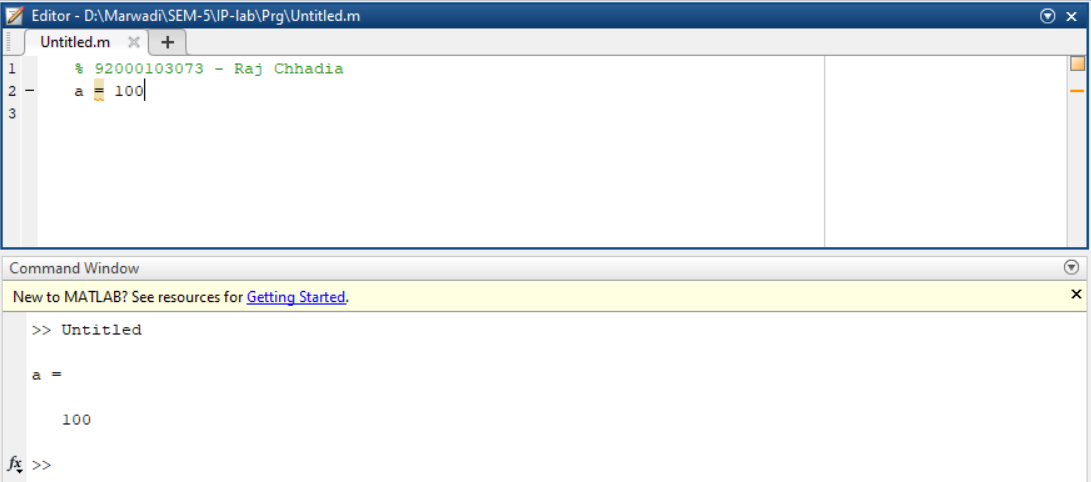 Editor - D:\Marwadi\SEM-5\IP-lab\Prg\Untitled.m
Untitled.m
1 % 92000103073 - Raj Chhadia
2 - a = 100
3
Command Window
New to MATLAB? See resources for Getting Started.
>> Untitled
a =
100
fx >>